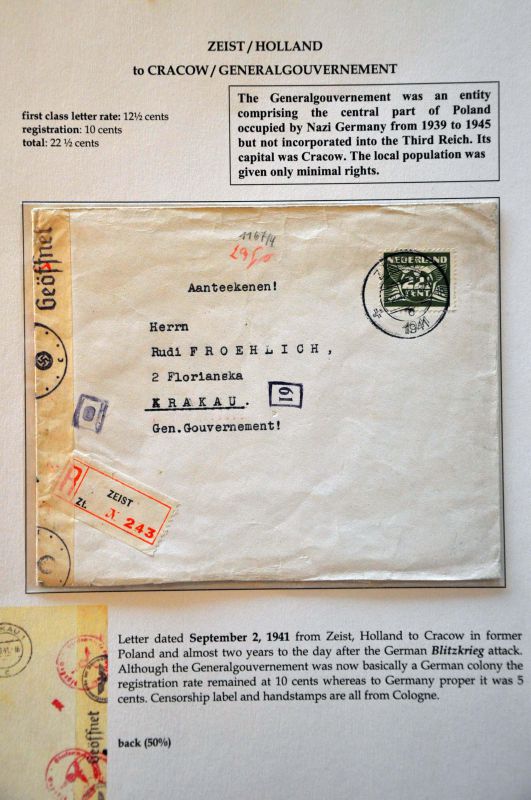 ZEIST/HOLLAND
to CRACOW/GENERALGOUVERNEMENT
first class letter rate: 12½ cents
registration: 10 cents
total: 22 ½ cents
The Generalgouvernement was an entity
comprising the central part of Poland
occupied by Nazi Germany from 1939 to 1945
but not incorporated into the Third Reich. Its
capital was Cracow. The local population was
given only minimal rights.
Geöffnet
1167/4
NEDERLAND
CENT
1941
Aanteekenen!
Herrn
Rudi FROEHLICH,
2 Florianska
KRAKAU.
19
Gen.Gouvernement!
c
R
ZEIST
Zt.
N 243
Letter dated September 2, 1941 from Zeist, Holland to Cracow in former
Poland and almost two years to the day after the German Blitzkrieg attack.
Although the Generalgouvernement was now basically a German colony the
registration rate remained at 10 cents whereas to Germany proper it was 5
cents. Censorship label and handstamps are all from Cologne.
back (50%)
Geöffnet